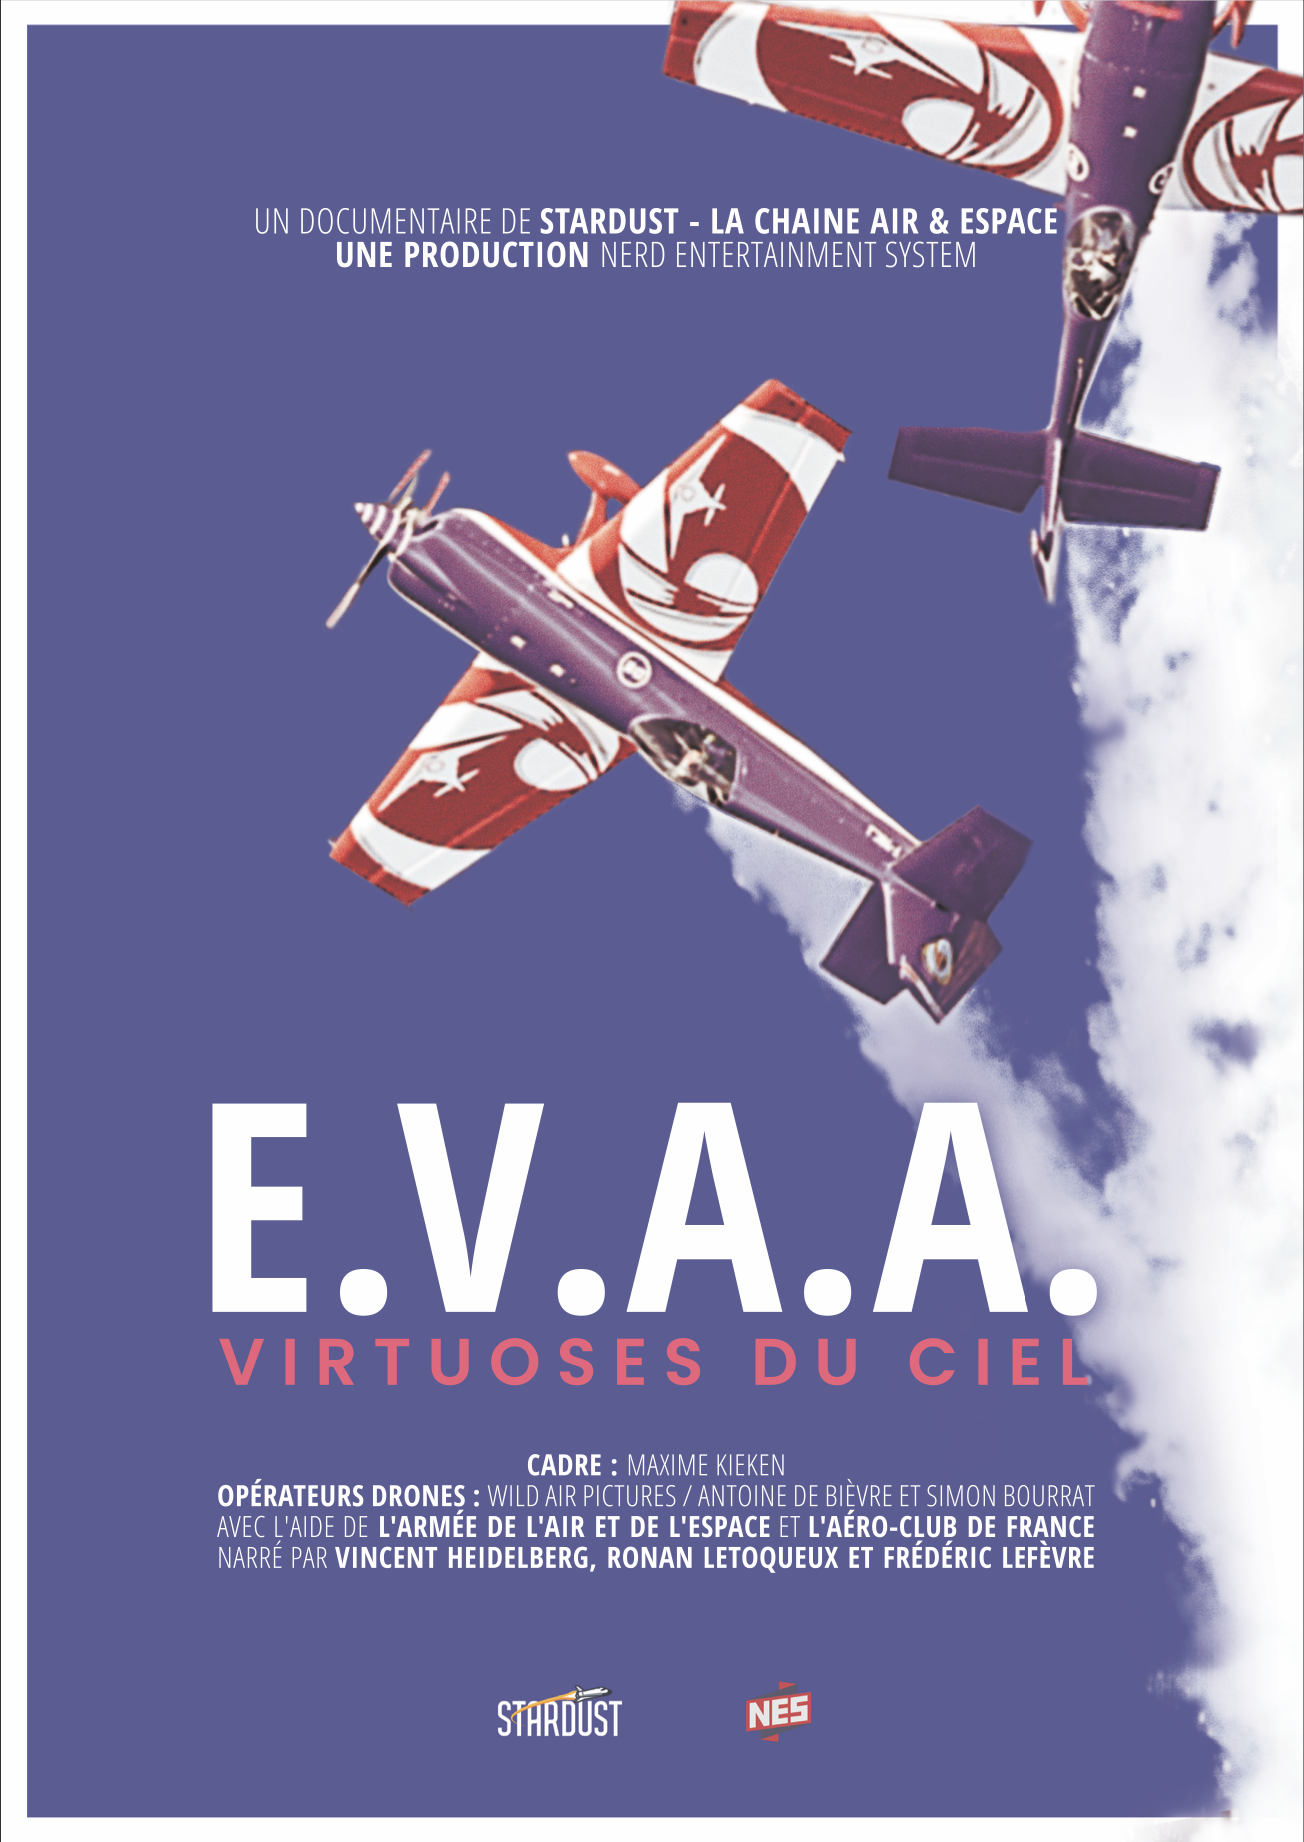 UN DOCUMENTAIRE DE STARDUST - LA CHAINE AIR & ESPACE
UNE PRODUCTION NERD ENTERTAINMENT SYSTEM
E.V.A.A.
VIRTUOSES DU CIEL
CADRE : MAXIME KIEKEN
OPÉRATEURS DRONES : WILD AIR PICTURES / ANTOINE DE BIÈVRE ET SIMON BOURRAT
AVEC L'AIDE DE L'ARMÉE DE L'AIR ET DE L'ESPACE ET L'AÉRO-CLUB DE FRANCE
NARRÉ PAR VINCENT HEIDELBERG, RONAN LETOQUEUX ET FRÉDÉRIC LEFÈVRE
STARDUST
NES